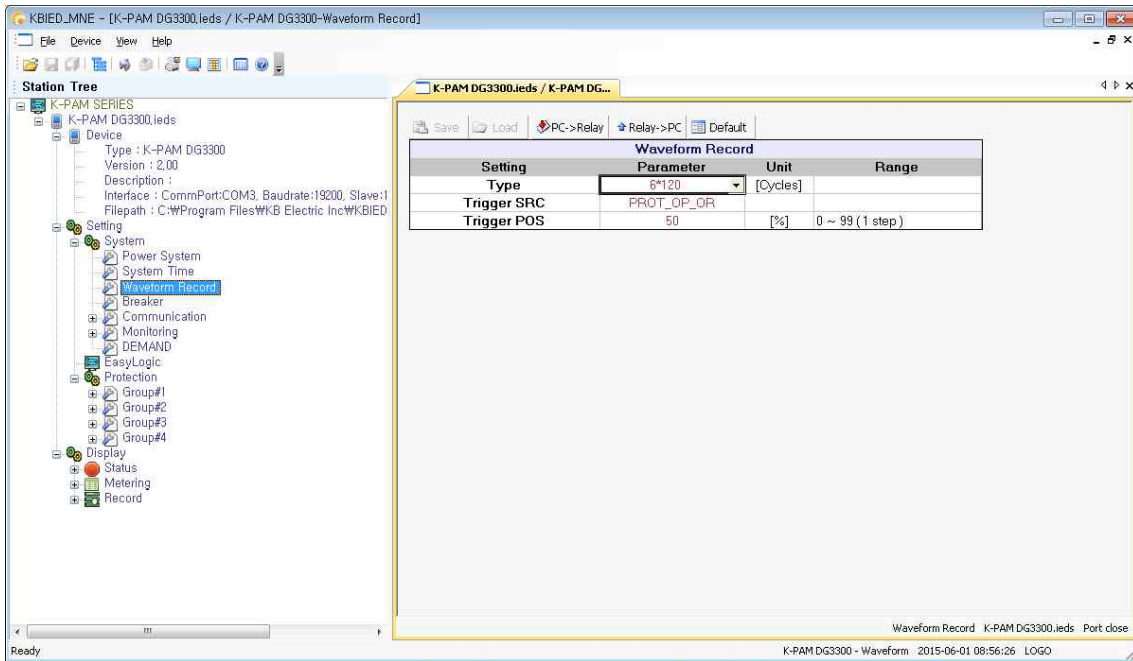 KBIED_MNE - [K-PAM DG3300,ieds / K-PAM DG3300-Waveform Record]
File Device View Help
Station Tree
K-PAM SERIES
K-PAM DG3300,ieds
Device
Type : K-PAM DG3300
Version : 2,00
Description :
Interface : CommPort:COM3, Baudrate:19200, Slave:1
Filepath : C:₩Program Files₩KB Electric Inc₩KBIED
Setting
System
Power System
System Time
Waveform Record
Breaker
Communication
Monitoring
DEMAND
EasyLogic
Protection
Group#1
Group#2
Group#3
Group#4
Display
Status
Metering
Record
K-PAM DG3300.ieds / K-PAM DG...
Save Load PC->Relay Relay->PC Default
Waveform Record
Setting Parameter Unit Range
Type 6*120 [Cycles]
Trigger SRC PROT_OP_OR
Trigger POS 50 [%] 0 ~ 99 ( 1 step )
Waveform Record K-PAM DG3300.ieds Port close
Ready K-PAM DG3300 - Waveform 2015-06-01 08:56:26 LOGO